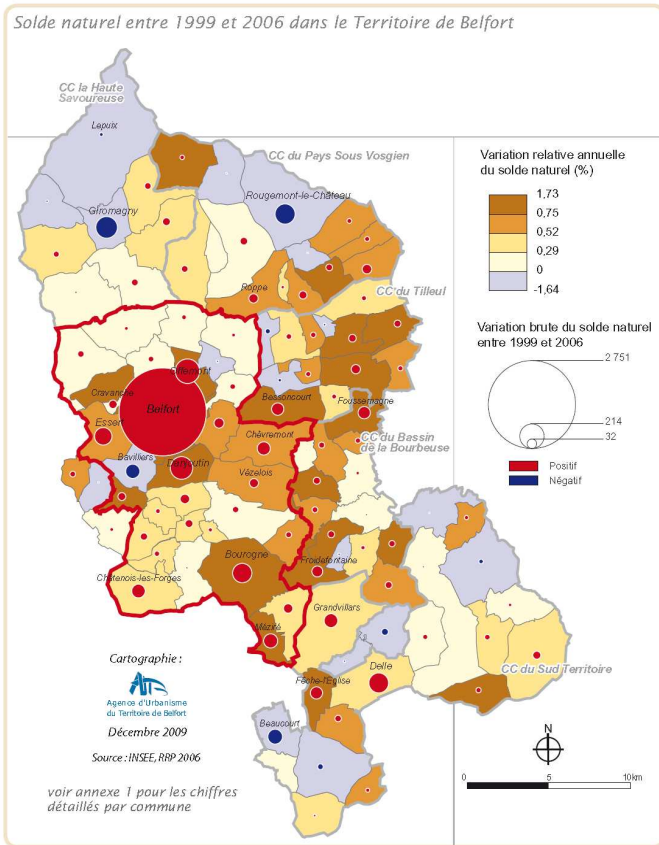 Solde naturel entre 1999 et 2006 dans le Territoire de Belfort
CC la Haute
Savoureuse
Lepuix
CC du Pays Sous Vosgien
Giromagny
Rougemont-le-Château
Roppe
CC du Tilleul
Offemont
Cravanche
Belfort
Essert
Bessoncourt
Foussemagne
Chèvremont
CC du Bassin
de la Bourbeuse
Bavilliers
Danjoutin
Vézelois
Bourogne
Froidefontaine
Châtenois-les-Forges
Grandvillars
Méziré
Delle
CC du Sud Territoire
Fêche-l'Eglise
Beaucourt
Variation relative annuelle
du solde naturel (%)
1,73
0,75
0,52
0,29
0
-1,64
Variation brute du solde naturel
entre 1999 et 2006
2 751
214
32
Positif
Négatif
Cartographie :
Agence d'Urbanisme
du Territoire de Belfort
Décembre 2009
Source : INSEE, RRP 2006
voir annexe 1 pour les chiffres
détaillés par commune
N
0 5 10km